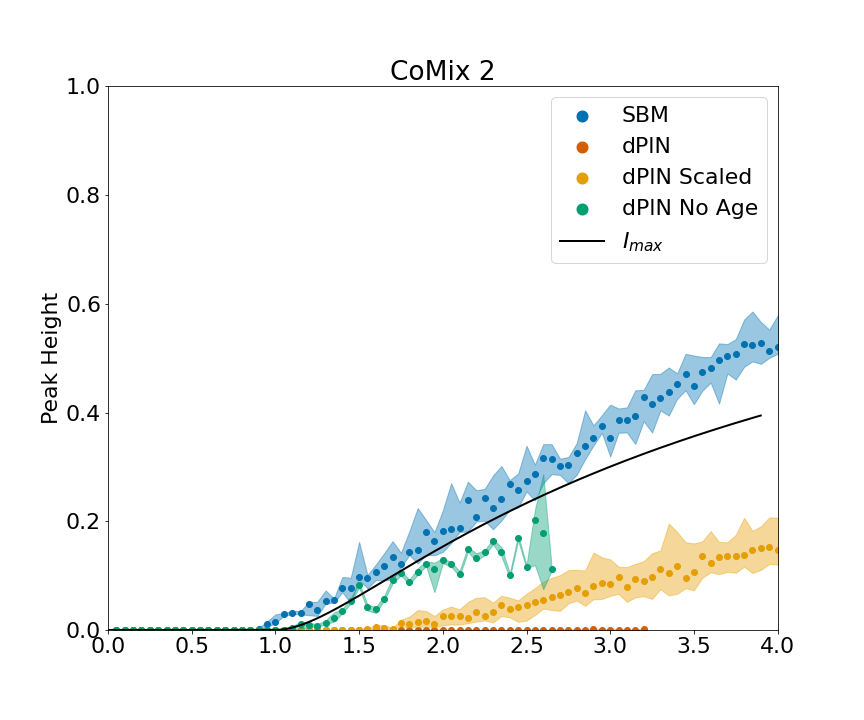 CoMix 2
1.0
0.8
0.6
0.4
0.2
0.0
Peak Height
SBM
dPIN
dPIN Scaled
dPIN No Age
I_max
0.0 0.5 1.0 1.5 2.0 2.5 3.0 3.5 4.0